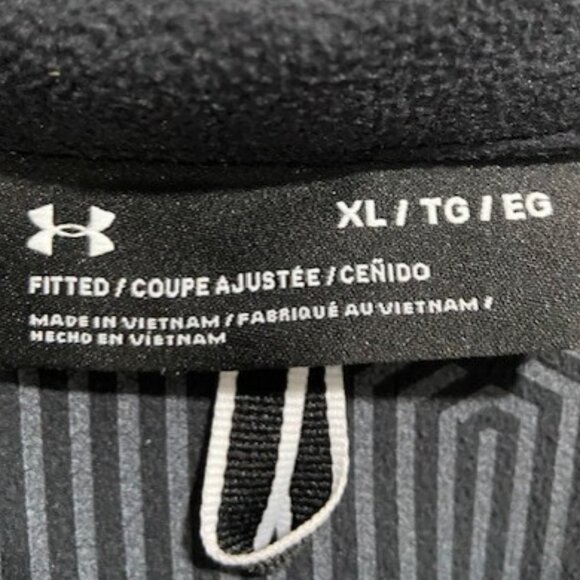 XL / TG / EG
FITTED / COUPE AJUSTÉE / CEÑIDO
MADE IN VIETNAM / FABRIQUÉ AU VIETNAM /
HECHO EN VIETNAM